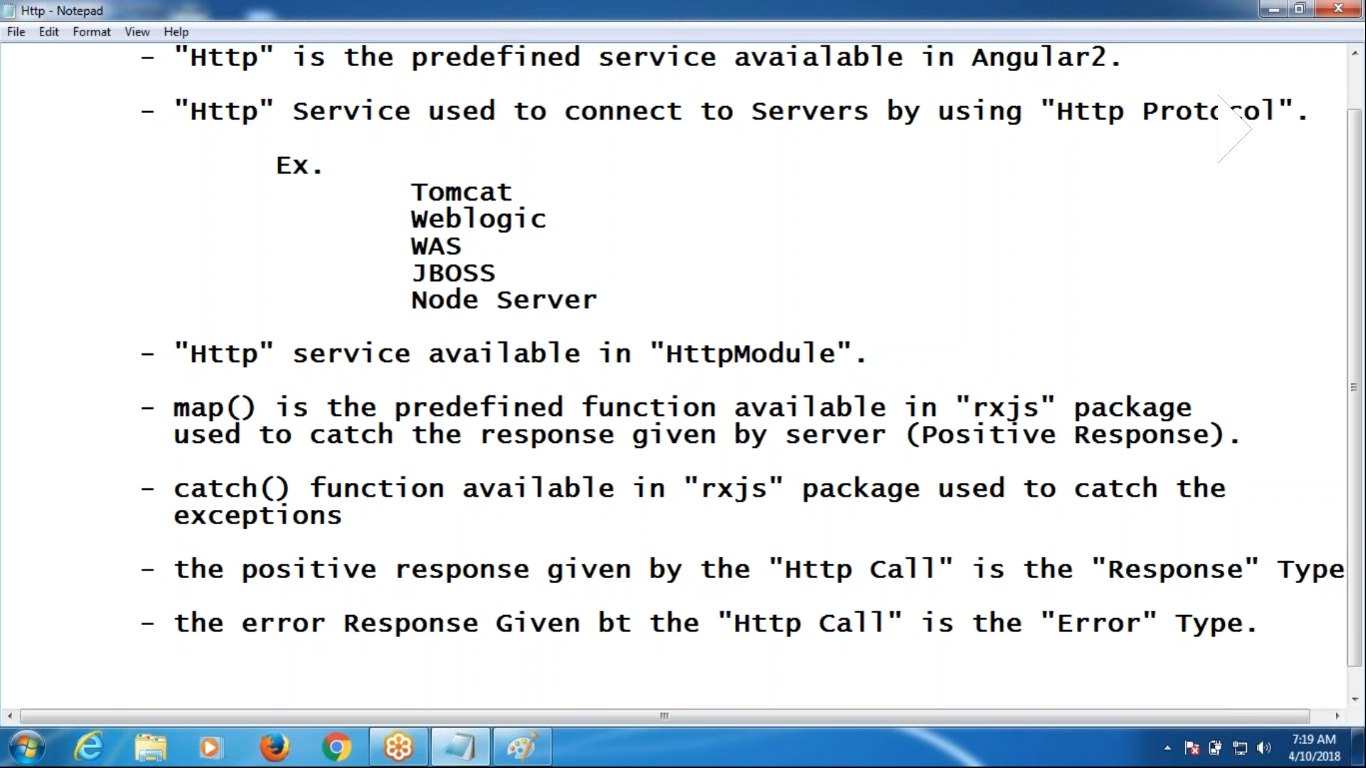 Http - Notepad
File Edit Format View Help
- "Http" is the predefined service avaialable in Angular2.
- "Http" Service used to connect to Servers by using "Http Protocol".
Ex.
Tomcat
Weblogic
WAS
JBOSS
Node Server
- "Http" service available in "HttpModule".
- map() is the predefined function available in "rxjs" package
used to catch the response given by server (Positive Response).
- catch() function available in "rxjs" package used to catch the
exceptions
- the positive response given by the "Http Call" is the "Response" Type
- the error Response Given bt the "Http Call" is the "Error" Type.
7:19 AM
4/10/2018